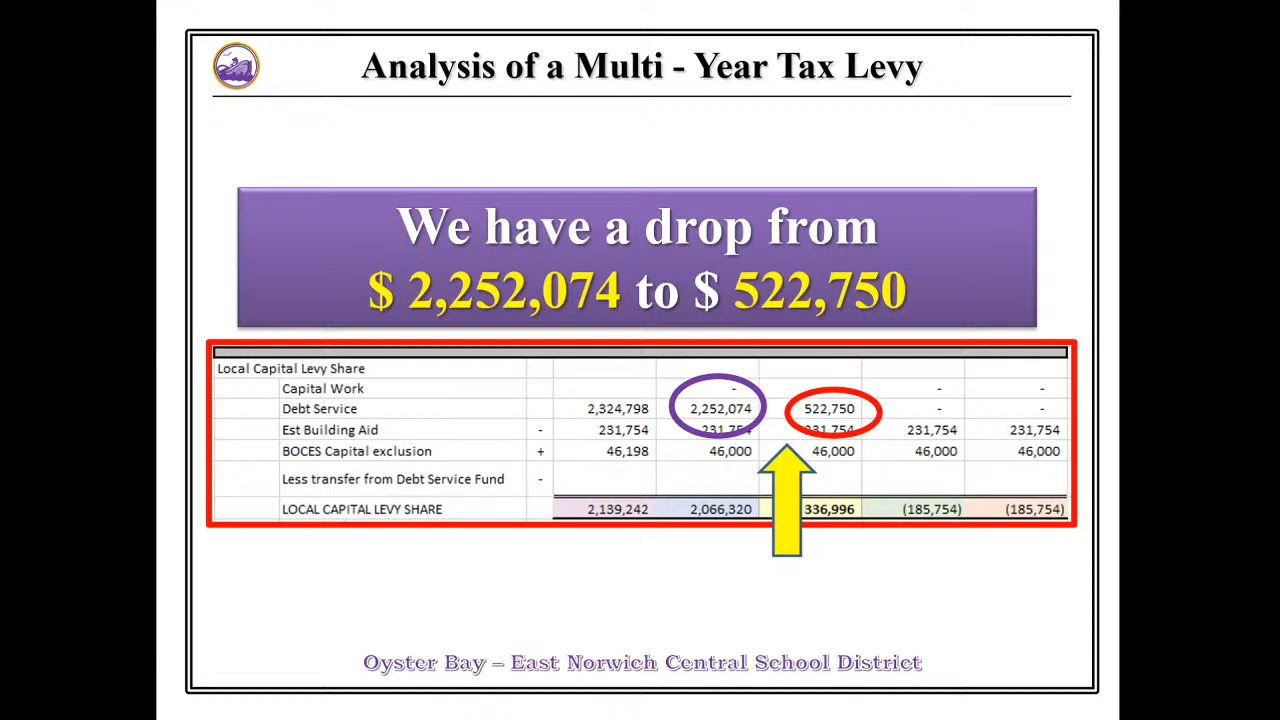 Analysis of a Multi - Year Tax Levy
We have a drop from
$ 2,252,074 to $ 522,750
Local Capital Levy Share
Capital Work - - -
Debt Service 2,324,798 2,252,074 522,750 - -
Est Building Aid - 231,754 231,754 231,754 231,754 231,754
BOCES Capital exclusion + 46,198 46,000 46,000 46,000 46,000
Less transfer from Debt Service Fund -
LOCAL CAPITAL LEVY SHARE 2,139,242 2,066,320 336,996 (185,754) (185,754)
Oyster Bay – East Norwich Central School District